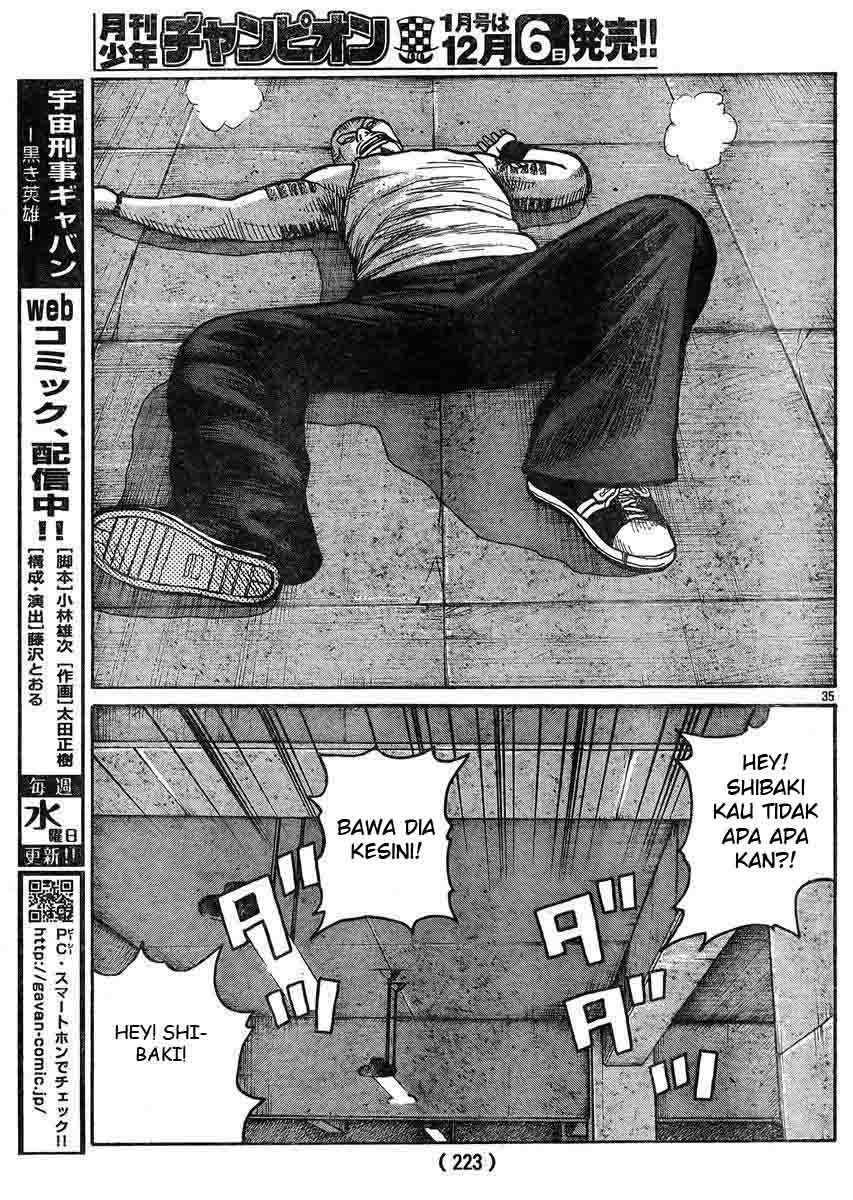 月刊
少年
チャンピオン
1月号は
12月6日発売!!
宇宙刑事ギャバン
ー黒き英雄ー
webコミック、配信中!!
[脚本]小林雄次 [作画]太田正樹
[構成・演出]藤沢とおる
毎週
水曜日
更新!!
PC・スマートホンでチェック!!
http://gavan-comic.jp/
35
HEY!
SHIBAKI
KAU TIDAK
APA APA
KAN?!
BAWA DIA
KESINI!
ダッ
ダッ
ダッ
HEY! SHI-
BAKI!
(223)